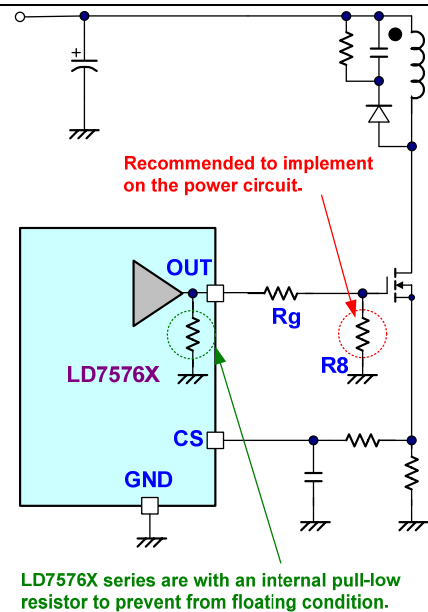 +
Recommended to implement
on the power circuit.
OUT
Rg
R8
LD7576X
CS
GND
LD7576X series are with an internal pull-low
resistor to prevent from floating condition.